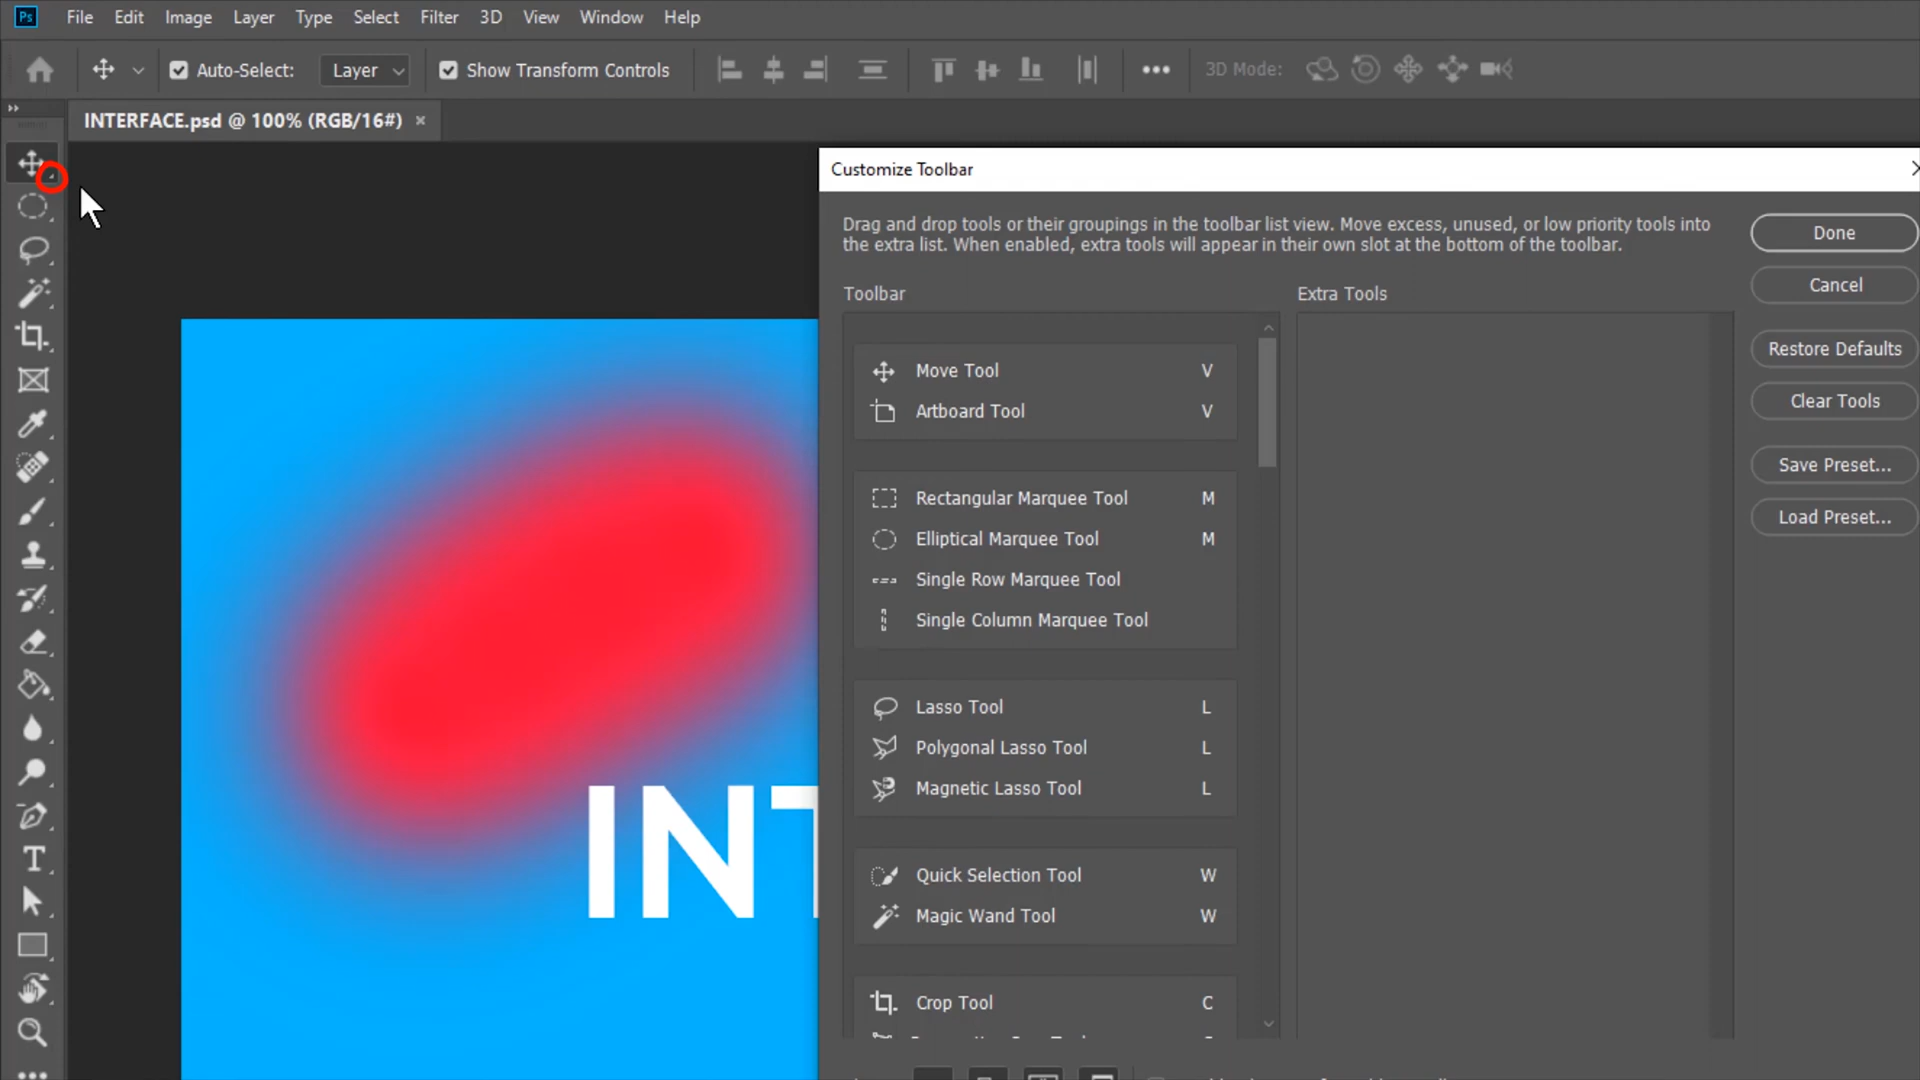 Ps File Edit Image Layer Type Select Filter 3D View Window Help
Auto-Select: Layer Show Transform Controls 3D Mode:
INTERFACE.psd @ 100% (RGB/16#) ×
Customize Toolbar
Drag and drop tools or their groupings in the toolbar list view. Move excess, unused, or low priority tools into
the extra list. When enabled, extra tools will appear in their own slot at the bottom of the toolbar.
Toolbar
Move Tool V
Artboard Tool V
Rectangular Marquee Tool M
Elliptical Marquee Tool M
Single Row Marquee Tool
Single Column Marquee Tool
Lasso Tool L
Polygonal Lasso Tool L
Magnetic Lasso Tool L
Quick Selection Tool W
Magic Wand Tool W
Crop Tool C
Extra Tools
Done
Cancel
Restore Defaults
Clear Tools
Save Preset...
Load Preset...
INT